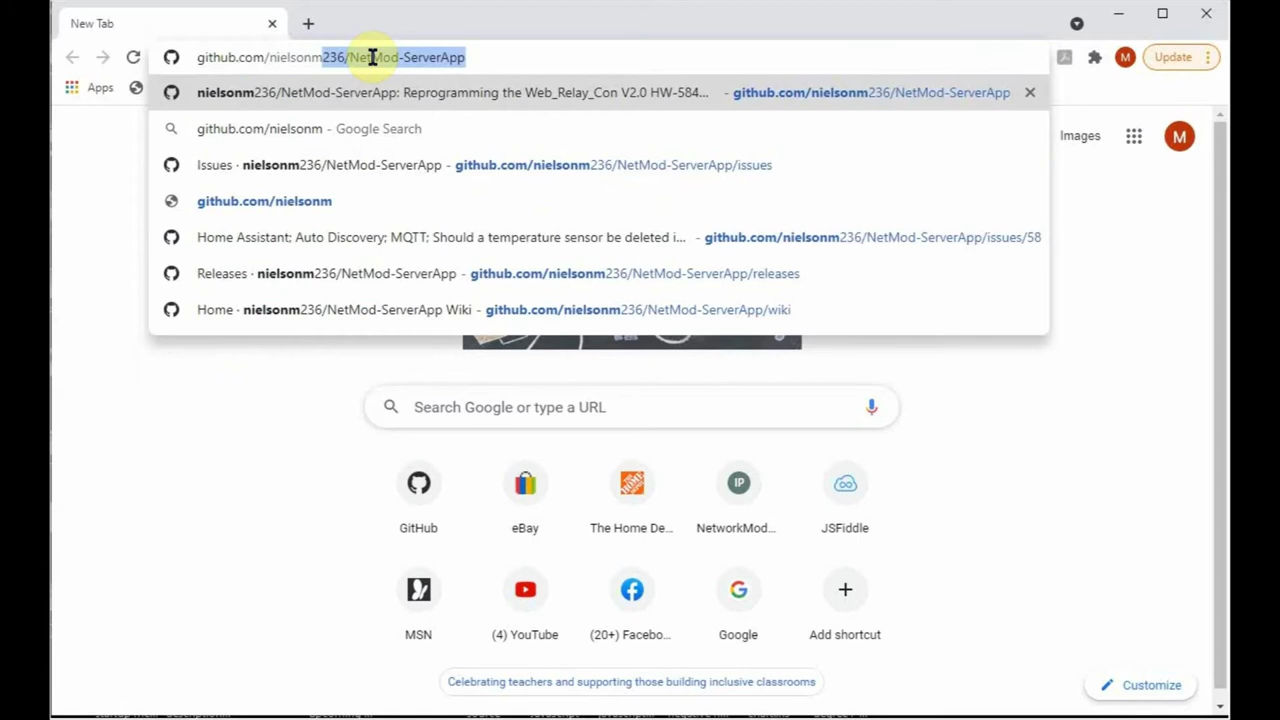 New Tab
github.com/nielsonm236/NetMod-ServerApp
Update
Apps
nielsonm236/NetMod-ServerApp: Reprogramming the Web_Relay_Con V2.0 HW-584... - github.com/nielsonm236/NetMod-ServerApp
github.com/nielsonm - Google Search
Images
M
M
Issues · nielsonm236/NetMod-ServerApp - github.com/nielsonm236/NetMod-ServerApp/issues
github.com/nielsonm
Home Assistant; Auto Discovery; MQTT; Should a temperature sensor be deleted i... - github.com/nielsonm236/NetMod-ServerApp/issues/58
Releases · nielsonm236/NetMod-ServerApp - github.com/nielsonm236/NetMod-ServerApp/releases
Home · nielsonm236/NetMod-ServerApp Wiki - github.com/nielsonm236/NetMod-ServerApp/wiki
Search Google or type a URL
IP
GitHub eBay The Home De... NetworkMod... JSFiddle
MSN (4) YouTube (20+) Facebo... Google Add shortcut
Celebrating teachers and supporting those building inclusive classrooms
Customize